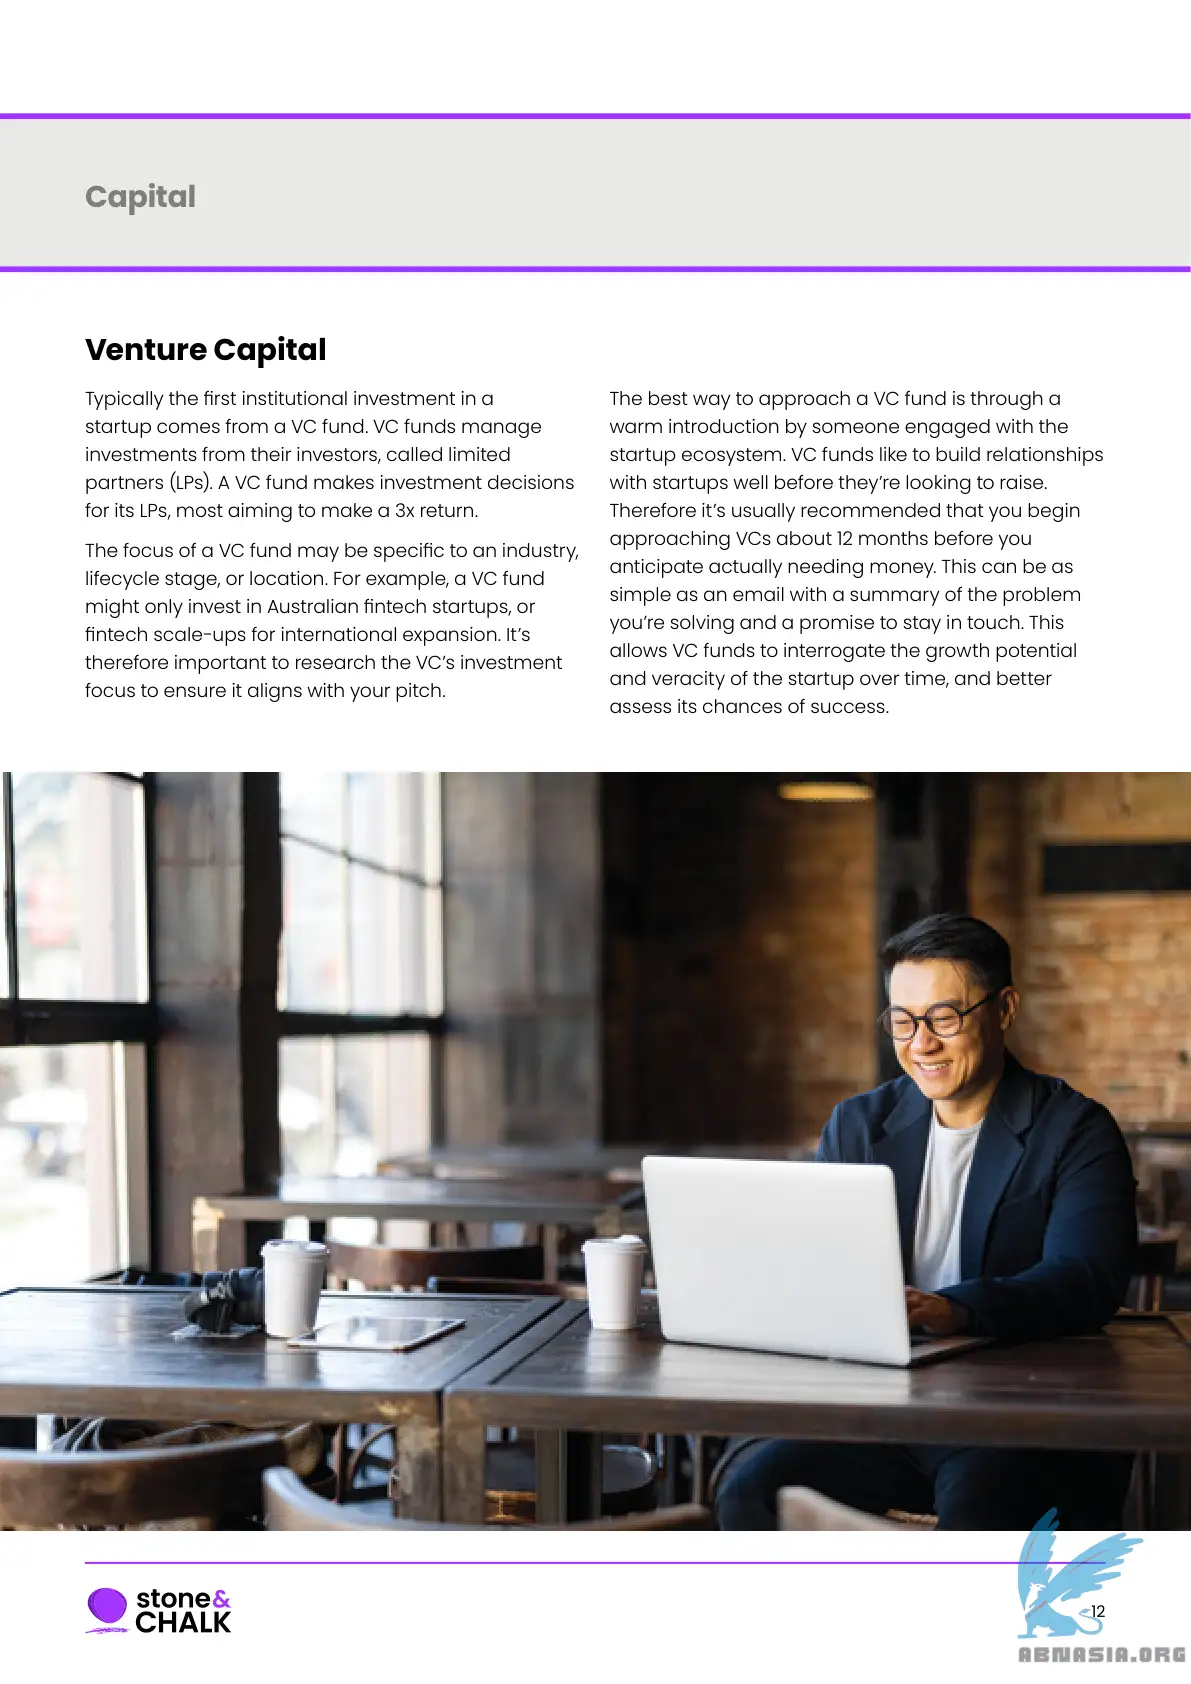 Capital
Venture Capital
Typically the first institutional investment in a
startup comes from a VC fund. VC funds manage
investments from their investors, called limited
partners (LPs). A VC fund makes investment decisions
for its LPs, most aiming to make a 3x return.
The focus of a VC fund may be specific to an industry,
lifecycle stage, or location. For example, a VC fund
might only invest in Australian fintech startups, or
fintech scale-ups for international expansion. It’s
therefore important to research the VC’s investment
focus to ensure it aligns with your pitch.
The best way to approach a VC fund is through a
warm introduction by someone engaged with the
startup ecosystem. VC funds like to build relationships
with startups well before they’re looking to raise.
Therefore it’s usually recommended that you begin
approaching VCs about 12 months before you
anticipate actually needing money. This can be as
simple as an email with a summary of the problem
you’re solving and a promise to stay in touch. This
allows VC funds to interrogate the growth potential
and veracity of the startup over time, and better
assess its chances of success.
stone&
CHALK
12
ABNASIA.ORG